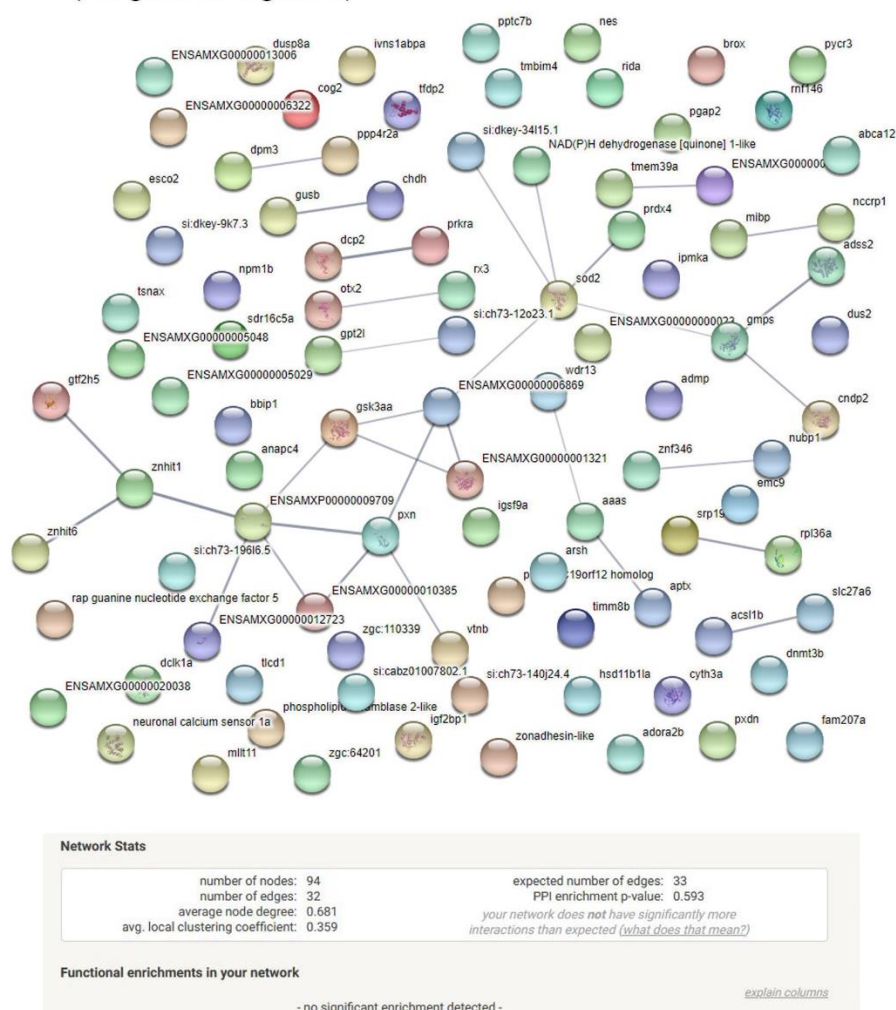 pptc7b
nes
dusp8a
ivns1abpa
ENSAMXG00000013006
brox
pycr3
tmbim4
rida
cog2
tfdp2
rnf146
ENSAMXG00000006322
pgap2
ppp4r2a
si:dkey-34l15.1
abca12
NAD(P)H dehydrogenase [quinone] 1-like
dpm3
tmem39a
esco2
gusb
chdh
prdx4
nccrp1
mibp
si:dkey-9k7.3
dcp2
prkra
adss2
npm1b
otx2
rx3
sod2
ipmka
tsnax
sdr16c5a
si:ch73-12o23.1
gmps
dus2
ENSAMXG00000005048
gpt2l
gtf2h5
ENSAMXG00000005029
wdr13
ENSAMXG00000006869
admp
cndp2
bbip1
gsk3aa
nubp1
znf346
znhit1
anapc4
ENSAMXG00000001321
emc9
ENSAMXP00000009709
pxn
igsf9a
aaas
srp19
znhit6
rpl36a
si:ch73-196l6.5
arsh
19orf12 homolog
rap guanine nucleotide exchange factor 5
ENSAMXG00000010385
aptx
slc27a6
ENSAMXG00000012723
timm8b
acsl1b
zgc:110339
vtnb
dclk1a
tlcd1
si:cabz01007802.1
dnmt3b
ENSAMXG00000020038
si:ch73-140j24.4
hsd11b1la
cyth3a
neuronal calcium sensor 1a
2-like
igf2bp1
zonadhesin-like
adora2b
pxdn
fam207a
mllt11
zgc:64201
Network Stats
number of nodes: 94
expected number of edges: 33
number of edges: 32
PPI enrichment p-value: 0.593
average node degree: 0.681
your network does not have significantly more
avg. local clustering coefficient: 0.359
interactions than expected (what does that mean?)
Functional enrichments in your network
explain columns
- no significant enrichment detected -